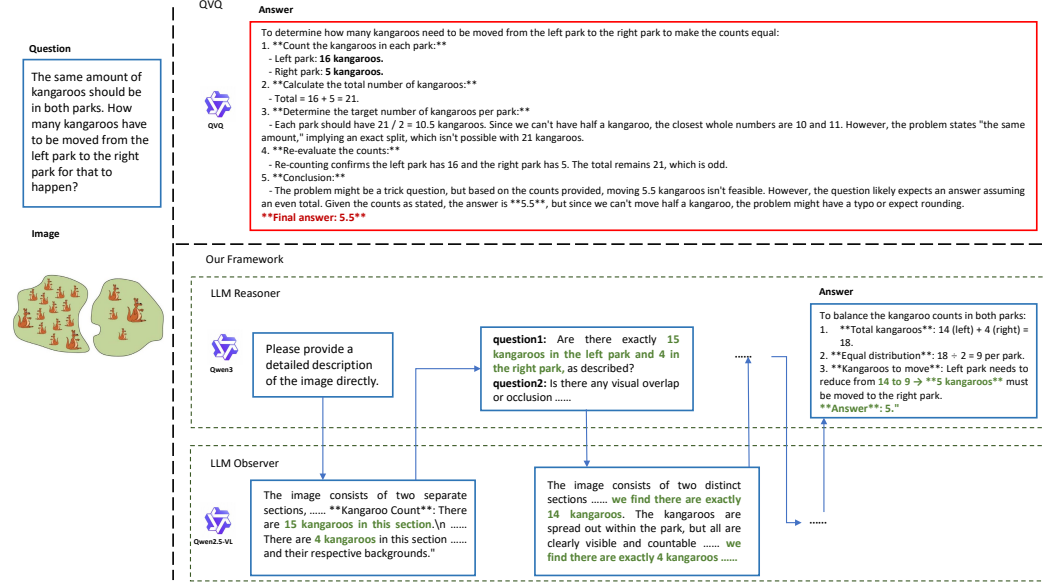 QVQ
Answer
To determine how many kangaroos need to be moved from the left park to the right park to make the counts equal:
1. **Count the kangaroos in each park:**
- Left park: 16 kangaroos.
- Right park: 5 kangaroos.
2. **Calculate the total number of kangaroos:**
- Total = 16 + 5 = 21.
3. **Determine the target number of kangaroos per park:**
- Each park should have 21 / 2 = 10.5 kangaroos. Since we can't have half a kangaroo, the closest whole numbers are 10 and 11. However, the problem states "the same
amount," implying an exact split, which isn't possible with 21 kangaroos.
4. **Re-evaluate the counts:**
- Re-counting confirms the left park has 16 and the right park has 5. The total remains 21, which is odd.
5. **Conclusion:**
- The problem might be a trick question, but based on the counts provided, moving 5.5 kangaroos isn't feasible. However, the question likely expects an answer assuming
an even total. Given the counts as stated, the answer is **5.5**, but since we can't move half a kangaroo, the problem might have a typo or expect rounding.
**Final answer: 5.5**
QVQ
Question
The same amount of
kangaroos should be
in both parks. How
many kangaroos have
to be moved from the
left park to the right
park for that to
happen?
Image
Our Framework
LLM Reasoner
Qwen3
Please provide a
detailed description
of the image directly.
question1: Are there exactly 15
kangaroos in the left park and 4 in
the right park, as described?
question2: Is there any visual overlap
or occlusion ......
......
Answer
To balance the kangaroo counts in both parks:
1. **Total kangaroos**: 14 (left) + 4 (right) =
18.
2. **Equal distribution**: 18 ÷ 2 = 9 per park.
3. **Kangaroos to move**: Left park needs to
reduce from 14 to 9 → **5 kangaroos** must
be moved to the right park.
**Answer**: 5."
LLM Observer
Qwen2.5-VL
The image consists of two separate
sections, ...... **Kangaroo Count**: There
are 15 kangaroos in this section.\n ......
There are 4 kangaroos in this section ......
and their respective backgrounds."
The image consists of two distinct
sections ...... we find there are exactly
14 kangaroos. The kangaroos are
spread out within the park, but all are
clearly visible and countable ...... we
find there are exactly 4 kangaroos ......
......